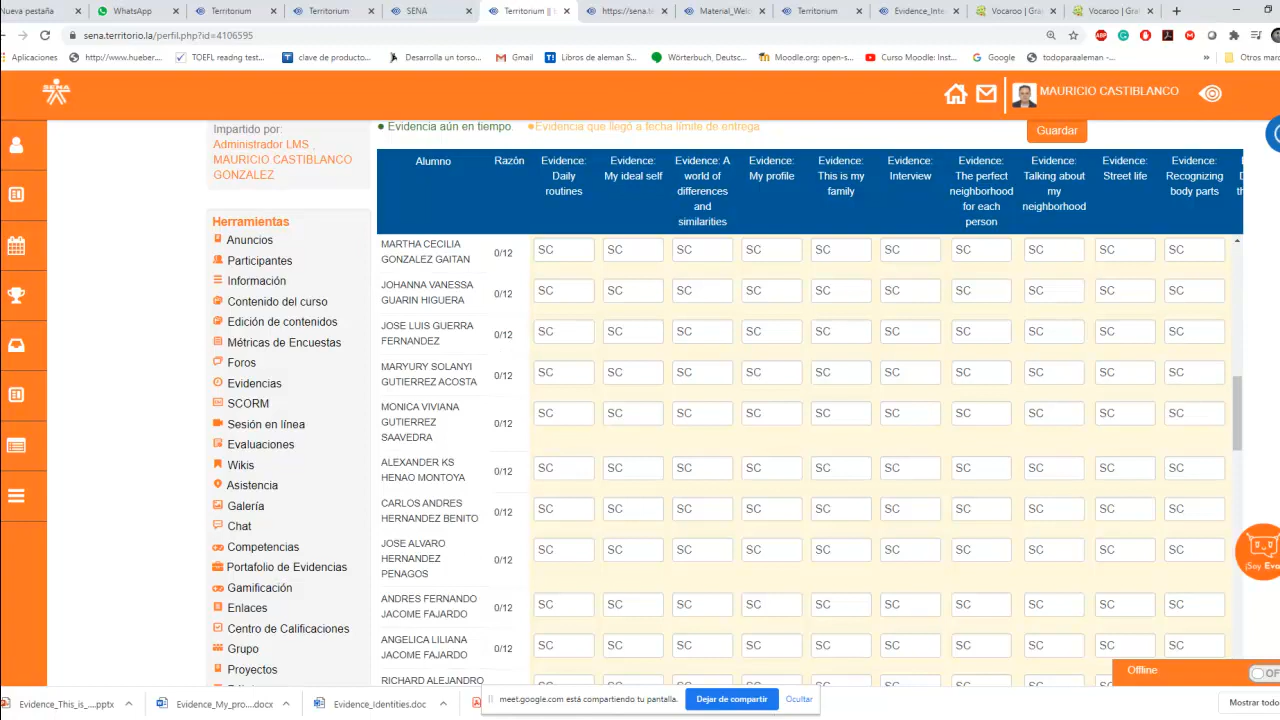 Nueva pestaña
WhatsApp
Territorium
Territorium
SENA
Territorium ||
https://sena.te
Material_Welc
Territorium
Evidence_Inte
Vocaroo | Gra
Vocaroo | Gral
sena.territorio.la/perfil.php?id=4106595
Aplicaciones
http://www.hueber...
TOEFL readng test...
clave de producto...
Desarrolla un torso...
Gmail
Libros de aleman S...
Wörterbuch, Deutsc...
Moodle.org: open-s...
Curso Moodle: Inst...
Google
todoparaaleman -...
»
Otros marc
SENA
MAURICIO CASTIBLANCO
Impartido por:
Administrador LMS ,
MAURICIO CASTIBLANCO
GONZALEZ
Evidencia aún en tiempo.
Evidencia que llegó a fecha límite de entrega
Guardar
Herramientas
Anuncios
Participantes
Información
Contenido del curso
Edición de contenidos
Métricas de Encuestas
Foros
Evidencias
SCORM
Sesión en línea
Evaluaciones
Wikis
Asistencia
Galería
Chat
Competencias
Portafolio de Evidencias
Gamificación
Enlaces
Centro de Calificaciones
Grupo
Proyectos
Alumno
Razón
Evidence: Daily routines
Evidence: My ideal self
Evidence: A world of differences and similarities
Evidence: My profile
Evidence: This is my family
Evidence: Interview
Evidence: The perfect neighborhood for each person
Evidence: Talking about my neighborhood
Evidence: Street life
Evidence: Recognizing body parts
MARTHA CECILIA GONZALEZ GAITAN 0/12 SC SC SC SC SC SC SC SC SC SC
JOHANNA VANESSA GUARIN HIGUERA 0/12 SC SC SC SC SC SC SC SC SC SC
JOSE LUIS GUERRA FERNANDEZ 0/12 SC SC SC SC SC SC SC SC SC SC
MARYURY SOLANYI GUTIERREZ ACOSTA 0/12 SC SC SC SC SC SC SC SC SC SC
MONICA VIVIANA GUTIERREZ SAAVEDRA 0/12 SC SC SC SC SC SC SC SC SC SC
ALEXANDER KS HENAO MONTOYA 0/12 SC SC SC SC SC SC SC SC SC SC
CARLOS ANDRES HERNANDEZ BENITO 0/12 SC SC SC SC SC SC SC SC SC SC
JOSE ALVARO HERNANDEZ PENAGOS 0/12 SC SC SC SC SC SC SC SC SC SC
ANDRES FERNANDO JACOME FAJARDO 0/12 SC SC SC SC SC SC SC SC SC SC
ANGELICA LILIANA JACOME FAJARDO 0/12 SC SC SC SC SC SC SC SC SC SC
RICHARD ALEJANDRO
¡Soy Eva
Offline
OF
Evidence_This_is_....pptx
Evidence_My_pro....docx
Evidence_identities.doc
meet.google.com está compartiendo tu pantalla.
Dejar de compartir
Ocultar
Mostrar todo